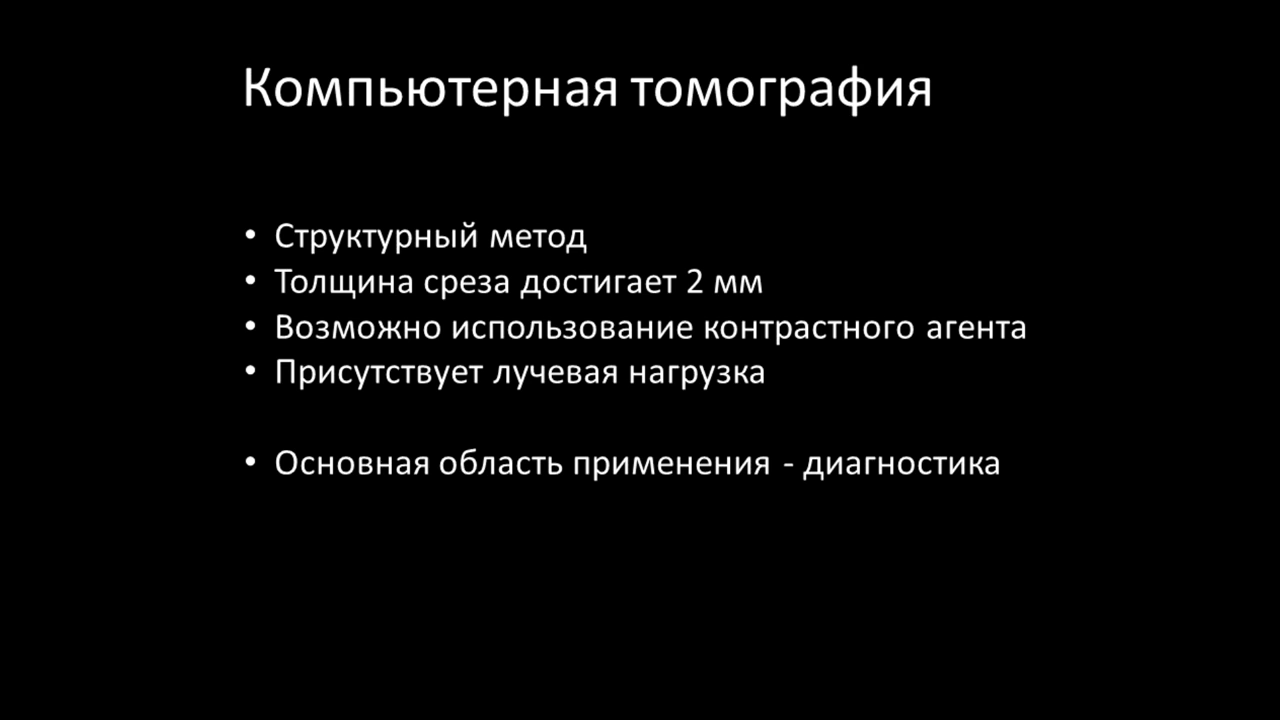 Компьютерная томография
• Структурный метод
• Толщина среза достигает 2 мм
• Возможно использование контрастного агента
• Присутствует лучевая нагрузка
• Основная область применения - диагностика